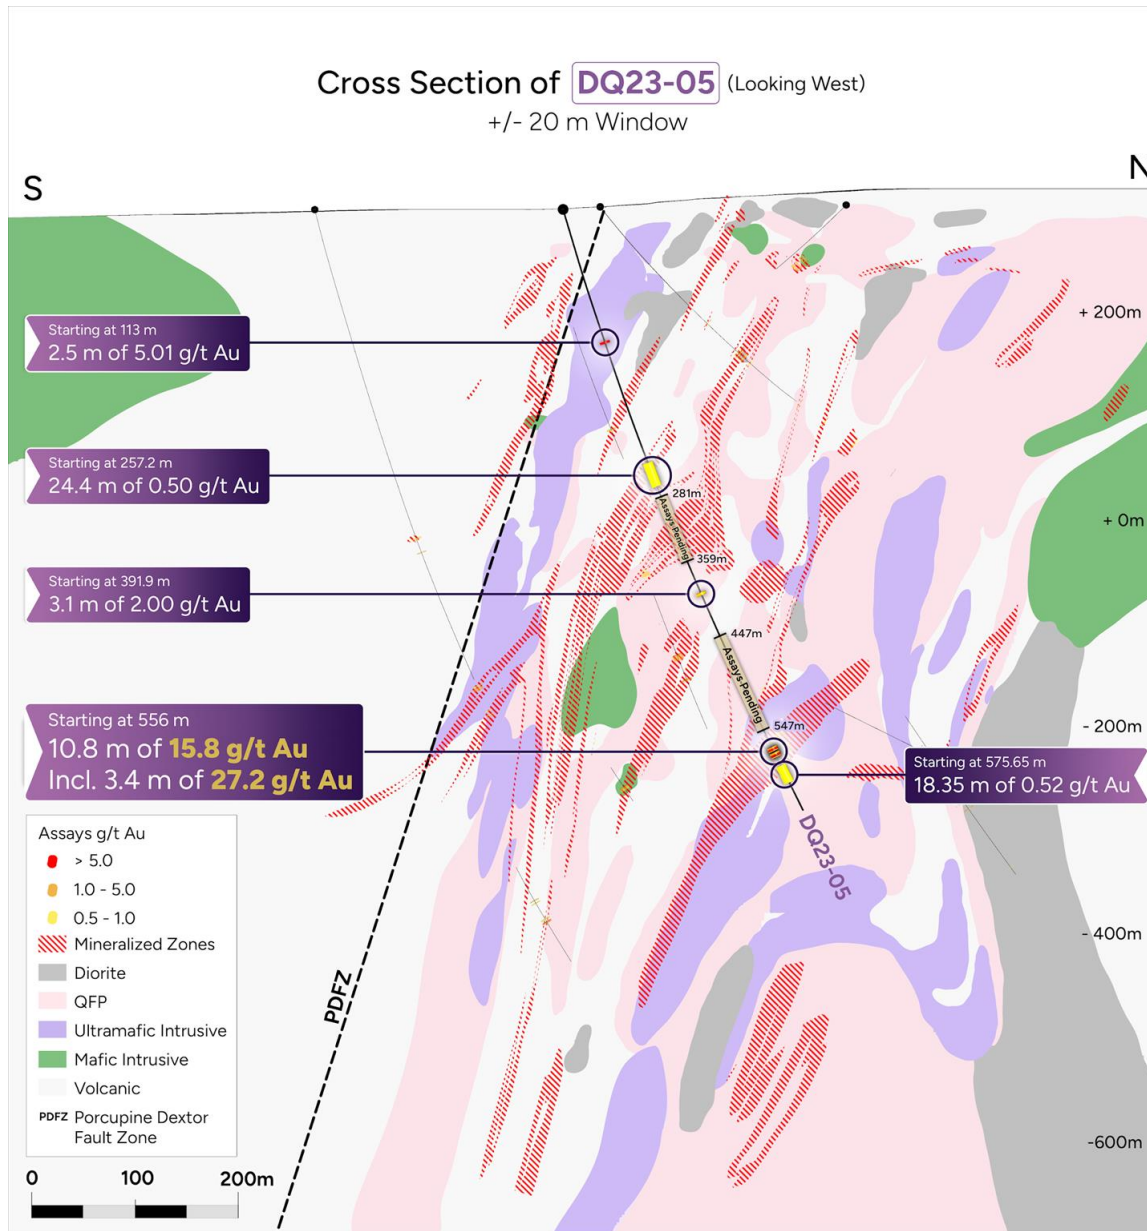 Cross Section of DQ23-05 (Looking West)
+/- 20 m Window
S
N
Starting at 113 m
2.5 m of 5.01 g/t Au
+ 200m
Starting at 257.2 m
24.4 m of 0.50 g/t Au
281m
Assays Pending
+ 0m
359m
Starting at 391.9 m
3.1 m of 2.00 g/t Au
447m
Assays Pending
547m
- 200m
Starting at 556 m
10.8 m of 15.8 g/t Au
Incl. 3.4 m of 27.2 g/t Au
Starting at 575.65 m
18.35 m of 0.52 g/t Au
DQ23-05
- 400m
PDFZ
-600m
Assays g/t Au
> 5.0
1.0 - 5.0
0.5 - 1.0
Mineralized Zones
Diorite
QFP
Ultramafic Intrusive
Mafic Intrusive
Volcanic
PDFZ Porcupine Dextor
Fault Zone
0 100 200m